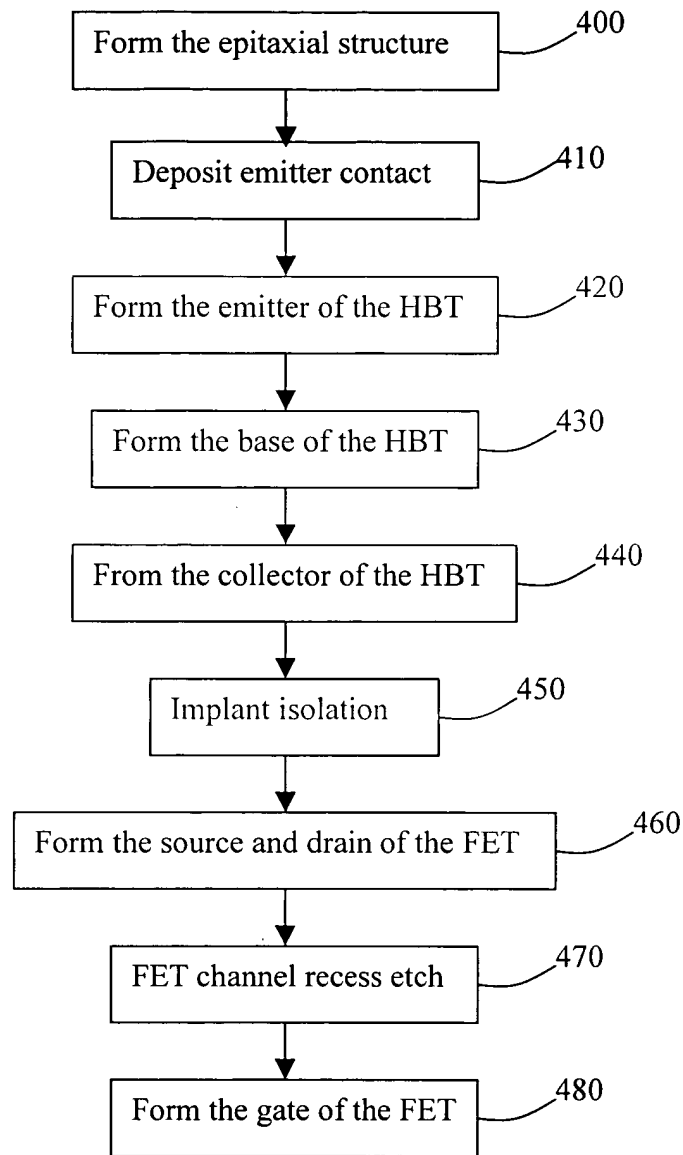 Form the epitaxial structure
400
Deposit emitter contact
410
Form the emitter of the HBT
420
Form the base of the HBT
430
From the collector of the HBT
440
Implant isolation
450
Form the source and drain of the FET
460
FET channel recess etch
470
Form the gate of the FET
480